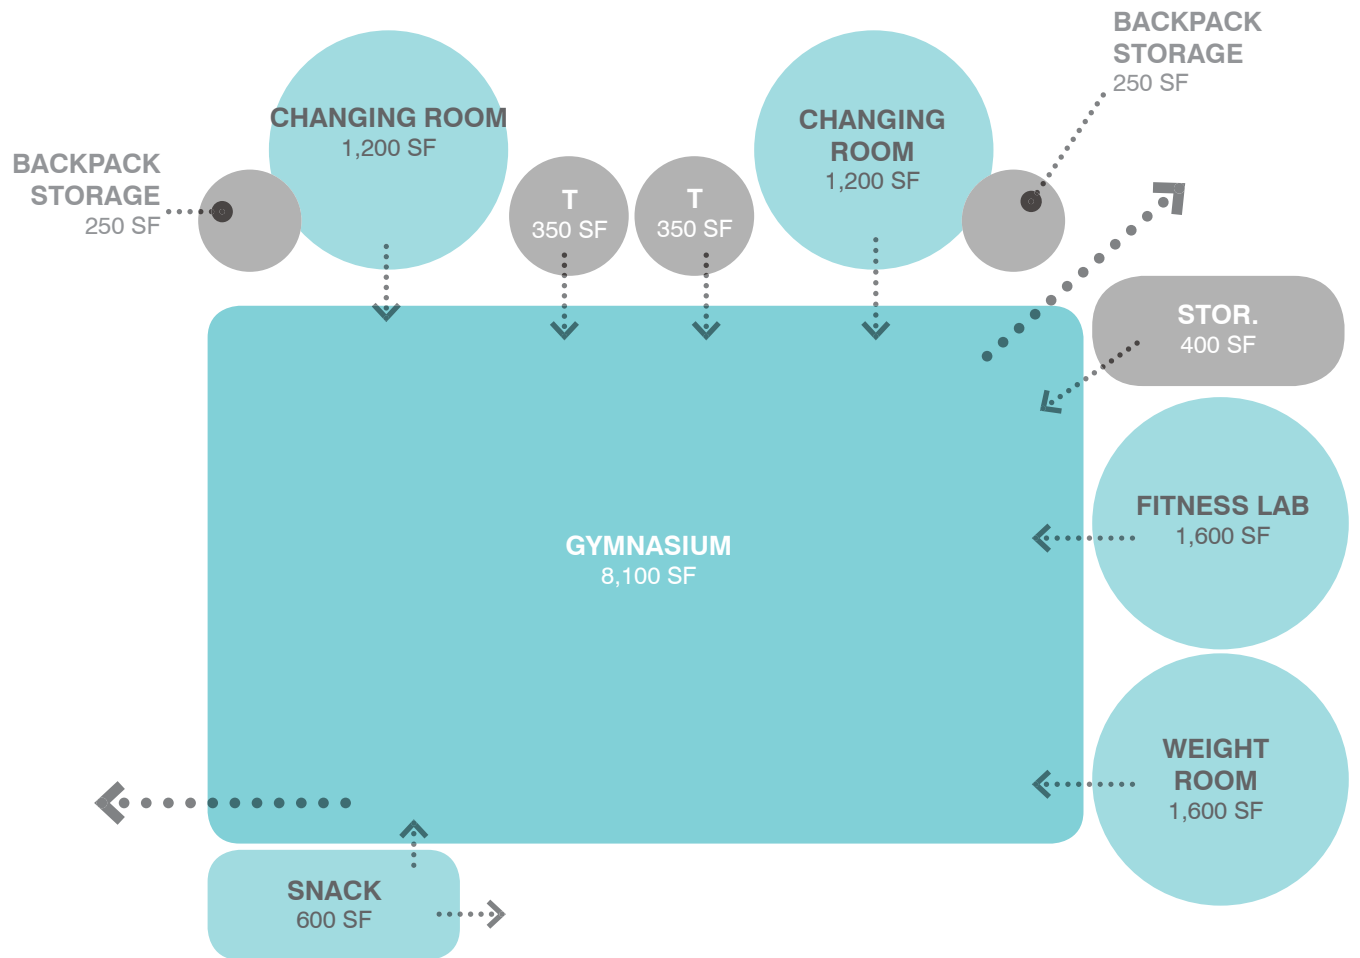 BACKPACK
STORAGE
250 SF
CHANGING ROOM
1,200 SF
CHANGING
ROOM
1,200 SF
BACKPACK
STORAGE
250 SF
T
350 SF
T
350 SF
STOR.
400 SF
FITNESS LAB
1,600 SF
GYMNASIUM
8,100 SF
WEIGHT
ROOM
1,600 SF
SNACK
600 SF